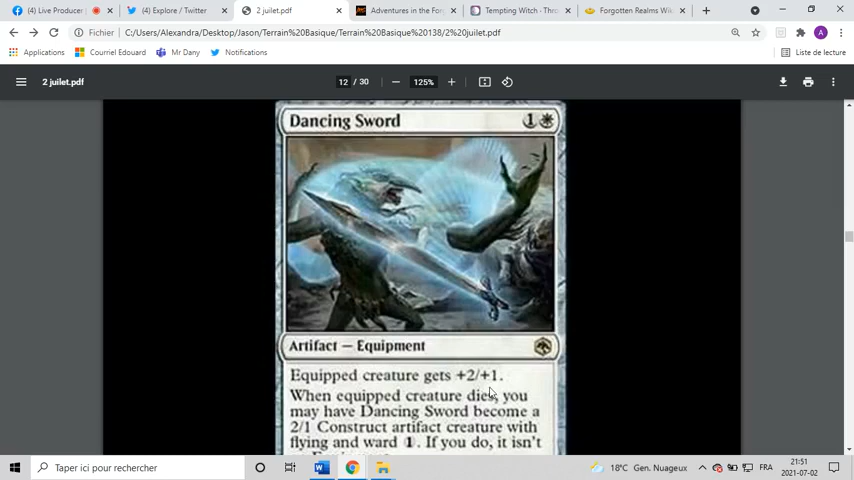 (4) Live Producer
(4) Explore / Twitter
2 juilet.pdf
Adventures in the Forg
Tempting Witch - Thro
Forgotten Realms Wik
Fichier
C:/Users/Alexandra/Desktop/Jason/Terrain%20Basique/Terrain%20Basique%20138/2%20juilet.pdf
A
Applications
Courriel Edouard
Mr Dany
Notifications
Liste de lecture
2 juilet.pdf
12 / 30
125%
Dancing Sword
1
Artifact — Equipment
Equipped creature gets +2/+1.
When equipped creature dies, you
may have Dancing Sword become a
2/1 Construct artifact creature with
flying and ward 1. If you do, it isn't
Taper ici pour rechercher
18°C Gen. Nuageux
FRA
21:51
2021-07-02